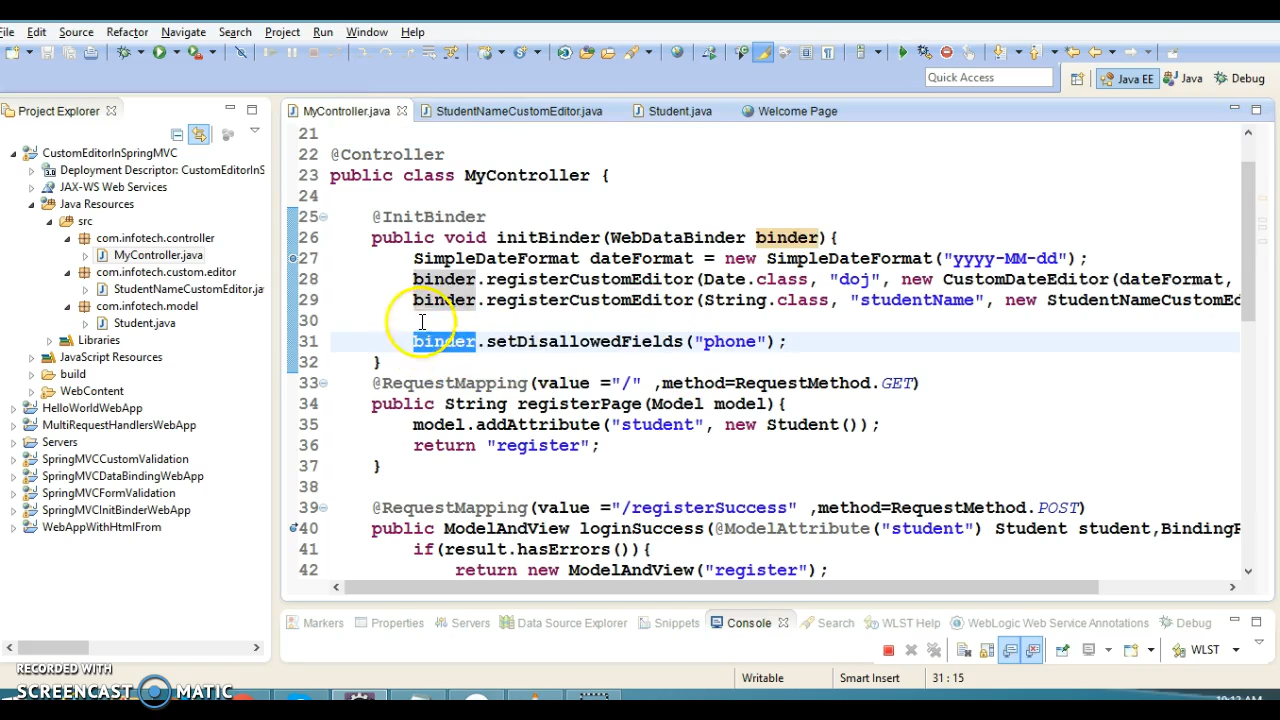 File Edit Source Refactor Navigate Search Project Run Window Help
Quick Access Java EE Java Debug
Project Explorer
CustomEditorInSpringMVC
Deployment Descriptor: CustomEditorInS
JAX-WS Web Services
Java Resources
src
com.infotech.controller
MyController.java
com.infotech.custom.editor
StudentNameCustomEditor.ja
com.infotech.model
Student.java
Libraries
JavaScript Resources
build
WebContent
HelloWorldWebApp
MultiRequestHandlersWebApp
Servers
SpringMVCCustomValidation
SpringMVCDataBindingWebApp
SpringMVCFormValidation
SpringMVCInitBinderWebApp
WebAppWithHtmlFrom
MyController.java StudentNameCustomEditor.java Student.java Welcome Page
21
22 @Controller
23 public class MyController {
24
25 @InitBinder
26 public void initBinder(WebDataBinder binder){
27 SimpleDateFormat dateFormat = new SimpleDateFormat("yyyy-MM-dd");
28 binder.registerCustomEditor(Date.class, "doj", new CustomDateEditor(dateFormat,
29 binder.registerCustomEditor(String.class, "studentName", new StudentNameCustomEd
30
31 binder.setDisallowedFields("phone");
32 }
33 @RequestMapping(value ="/" ,method=RequestMethod.GET)
34 public String registerPage(Model model){
35 model.addAttribute("student", new Student());
36 return "register";
37 }
38
39 @RequestMapping(value ="/registerSuccess" ,method=RequestMethod.POST)
40 public ModelAndView loginSuccess(@ModelAttribute("student") Student student,BindingR
41 if(result.hasErrors()){
42 return new ModelAndView("register");
Markers Properties Servers Data Source Explorer Snippets Console Search WLST Help WebLogic Web Service Annotations Debug
WLST
Writable Smart Insert 31 : 15
RECORDED WITH
SCREENCAST MATIC
10:13 AM